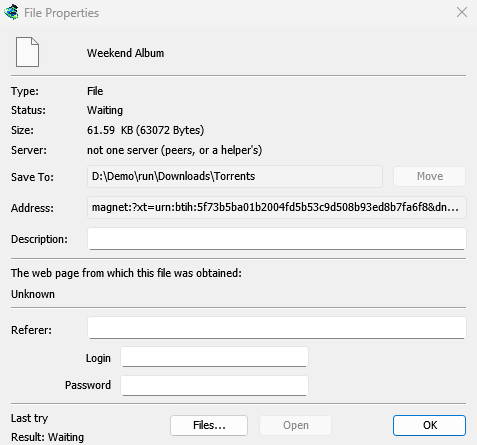 File Properties
Weekend Album
Type: File
Status: Waiting
Size: 61.59 KB (63072 Bytes)
Server: not one server (peers, or a helper's)
Save To: D:\Demo\run\Downloads\Torrents Move
Address: magnet:?xt=urn:btih:5f73b5ba01b2004fd5b53c9d508b93ed8b7fa6f8&dn...
Description:
The web page from which this file was obtained:
Unknown
Referer:
Login
Password
Last try
Result: Waiting
Files... Open OK